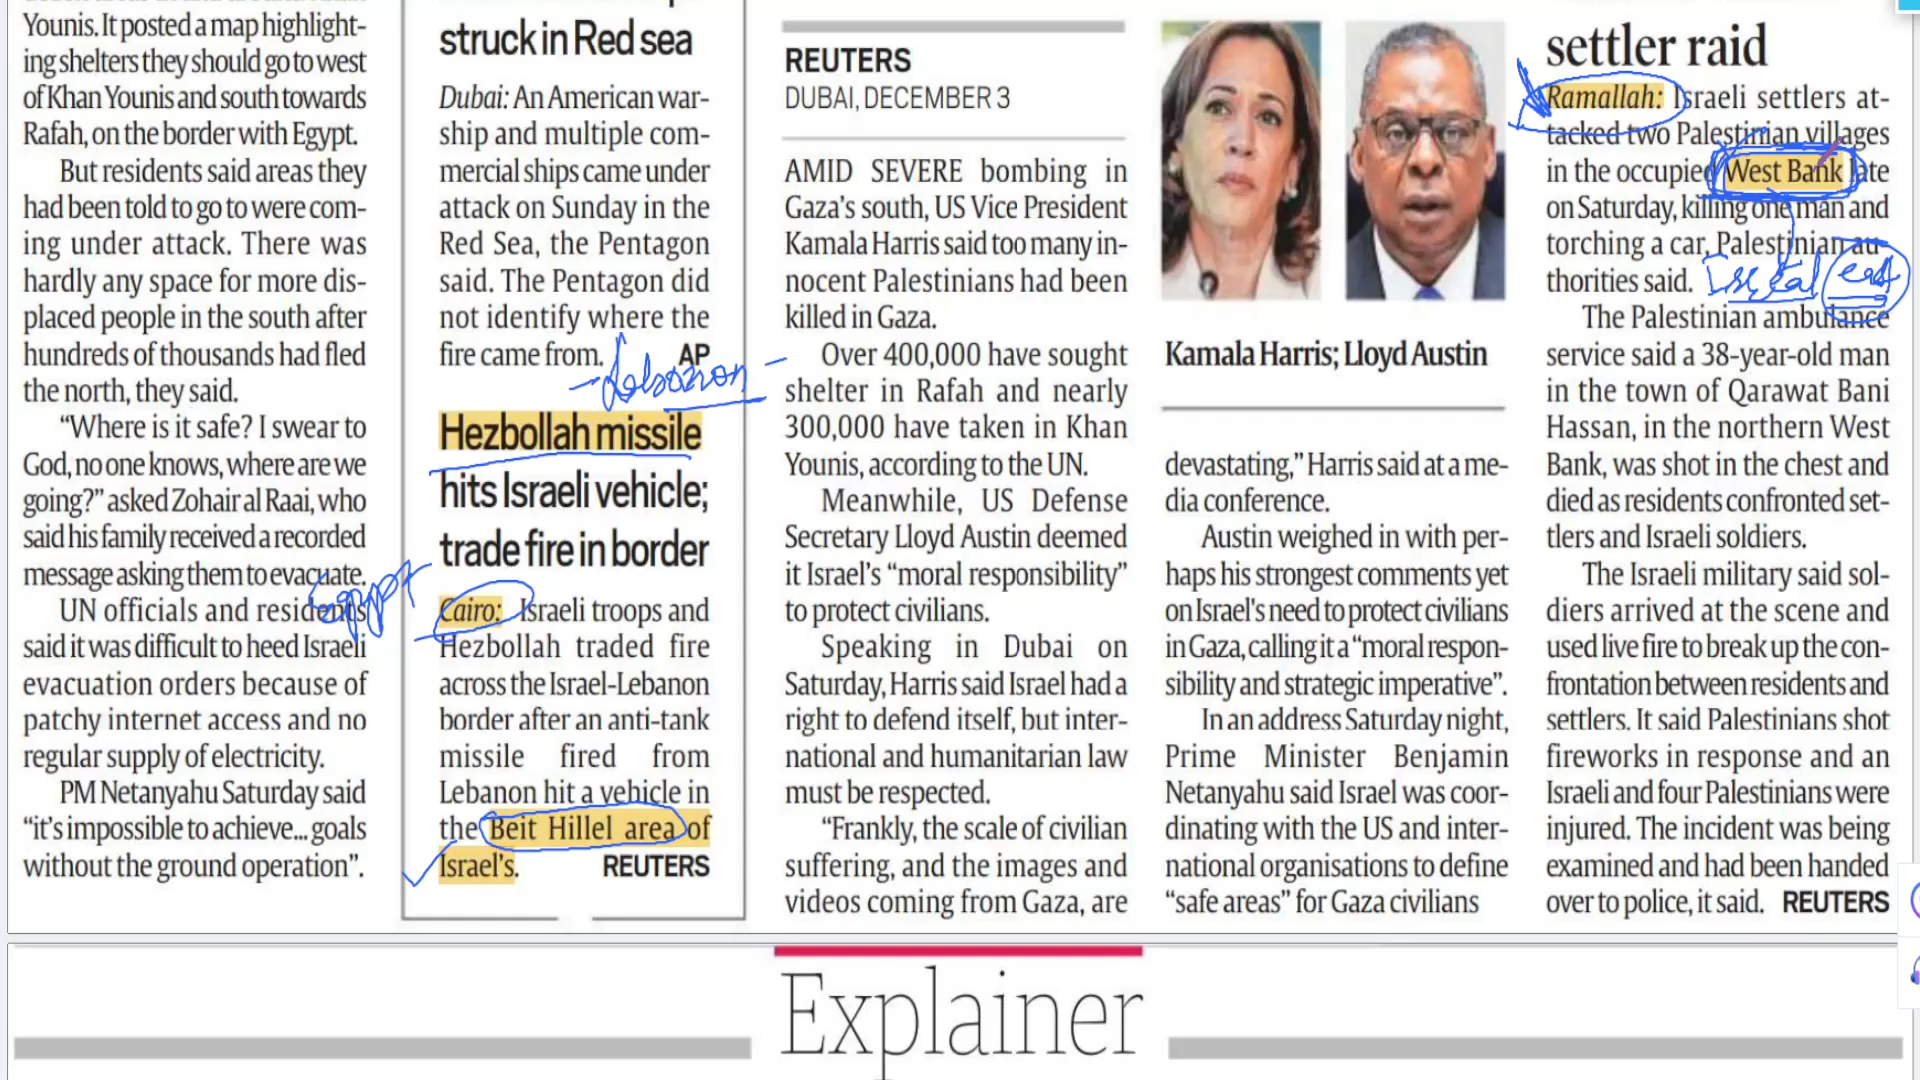 Younis. It posted a map highlight-
ing shelters they should go to west
of Khan Younis and south towards
Rafah, on the border with Egypt.
But residents said areas they
had been told to go to were com-
ing under attack. There was
hardly any space for more dis-
placed people in the south after
hundreds of thousands had fled
the north, they said.
“Where is it safe? I swear to
God, no one knows, where are we
going?” asked Zohair al Raai, who
said his family received a recorded
message asking them to evacuate.
UN officials and residents
said it was difficult to heed Israeli
evacuation orders because of
patchy internet access and no
regular supply of electricity.
PM Netanyahu Saturday said
“it's impossible to achieve... goals
without the ground operation”.
Egypt
struck in Red sea
Dubai: An American war-
ship and multiple com-
mercial ships came under
attack on Sunday in the
Red Sea, the Pentagon
said. The Pentagon did
not identify where the
fire came from. AP
Lebanon
Hezbollah missile
hits Israeli vehicle;
trade fire in border
Cairo: Israeli troops and
Hezbollah traded fire
across the Israel-Lebanon
border after an anti-tank
missile fired from
Lebanon hit a vehicle in
the Beit Hillel area of
Israel's. REUTERS
REUTERS
DUBAI, DECEMBER 3
AMID SEVERE bombing in
Gaza's south, US Vice President
Kamala Harris said too many in-
nocent Palestinians had been
killed in Gaza.
Over 400,000 have sought
shelter in Rafah and nearly
300,000 have taken in Khan
Younis, according to the UN.
Meanwhile, US Defense
Secretary Lloyd Austin deemed
it Israel's “moral responsibility”
to protect civilians.
Speaking in Dubai on
Saturday, Harris said Israel had a
right to defend itself, but inter-
national and humanitarian law
must be respected.
“Frankly, the scale of civilian
suffering, and the images and
videos coming from Gaza, are
Kamala Harris; Lloyd Austin
devastating,” Harris said at a me-
dia conference.
Austin weighed in with per-
haps his strongest comments yet
on Israel's need to protect civilians
in Gaza, calling it a “moral respon-
sibility and strategic imperative”.
In an address Saturday night,
Prime Minister Benjamin
Netanyahu said Israel was coor-
dinating with the US and inter-
national organisations to define
“safe areas” for Gaza civilians
settler raid
Ramallah: Israeli settlers at-
tacked two Palestinian villages
in the occupied West Bank late
on Saturday, killing one man and
torching a car, Palestinian au-
thorities said.
Israel east
The Palestinian ambulance
service said a 38-year-old man
in the town of Qarawat Bani
Hassan, in the northern West
Bank, was shot in the chest and
died as residents confronted set-
tlers and Israeli soldiers.
The Israeli military said sol-
diers arrived at the scene and
used live fire to break up the con-
frontation between residents and
settlers. It said Palestinians shot
fireworks in response and an
Israeli and four Palestinians were
injured. The incident was being
examined and had been handed
over to police, it said. REUTERS
Explainer